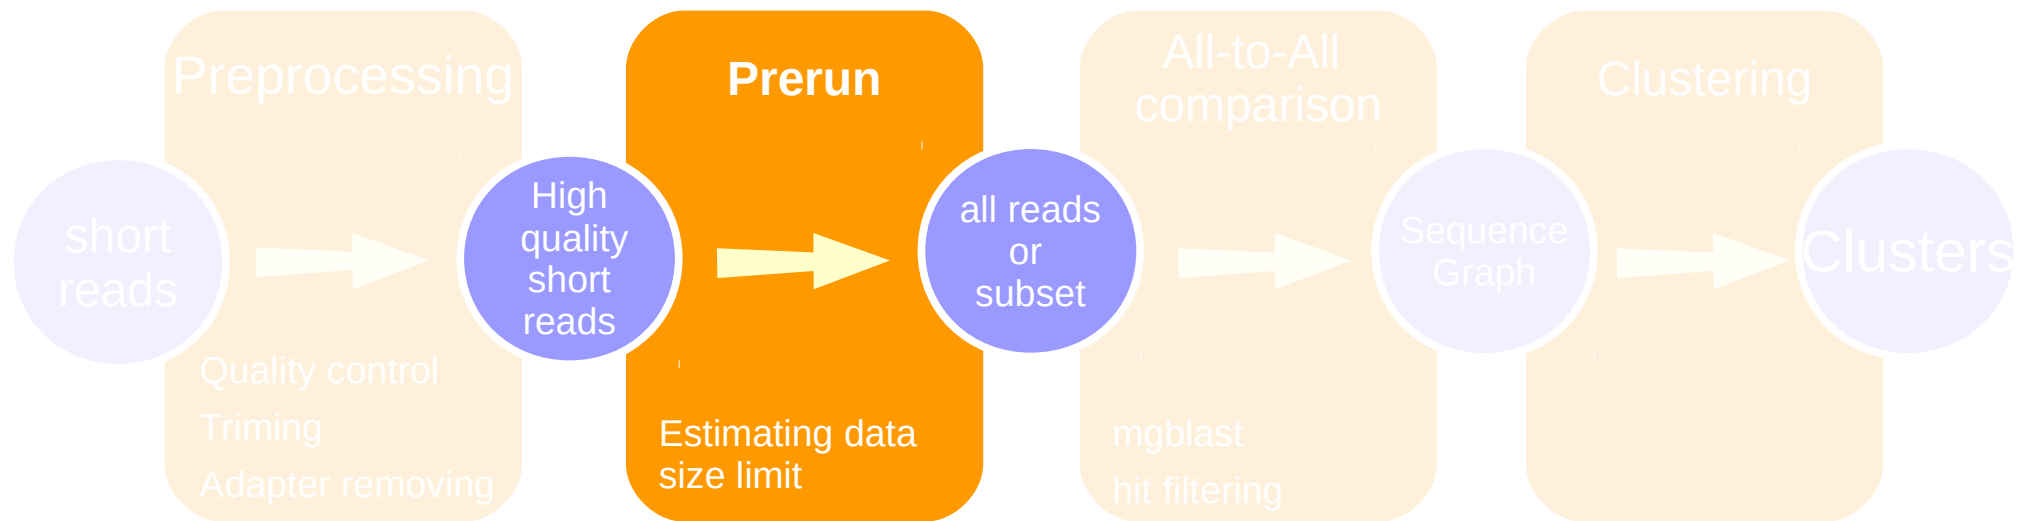 Preprocessing
short
reads
Quality control
Triming
Adapter removing
High
quality
short
reads
Prerun
Estimating data
size limit
all reads
or
subset
All-to-All
comparison
mgblast
hit filtering
Sequence
Graph
Clustering
Clusters